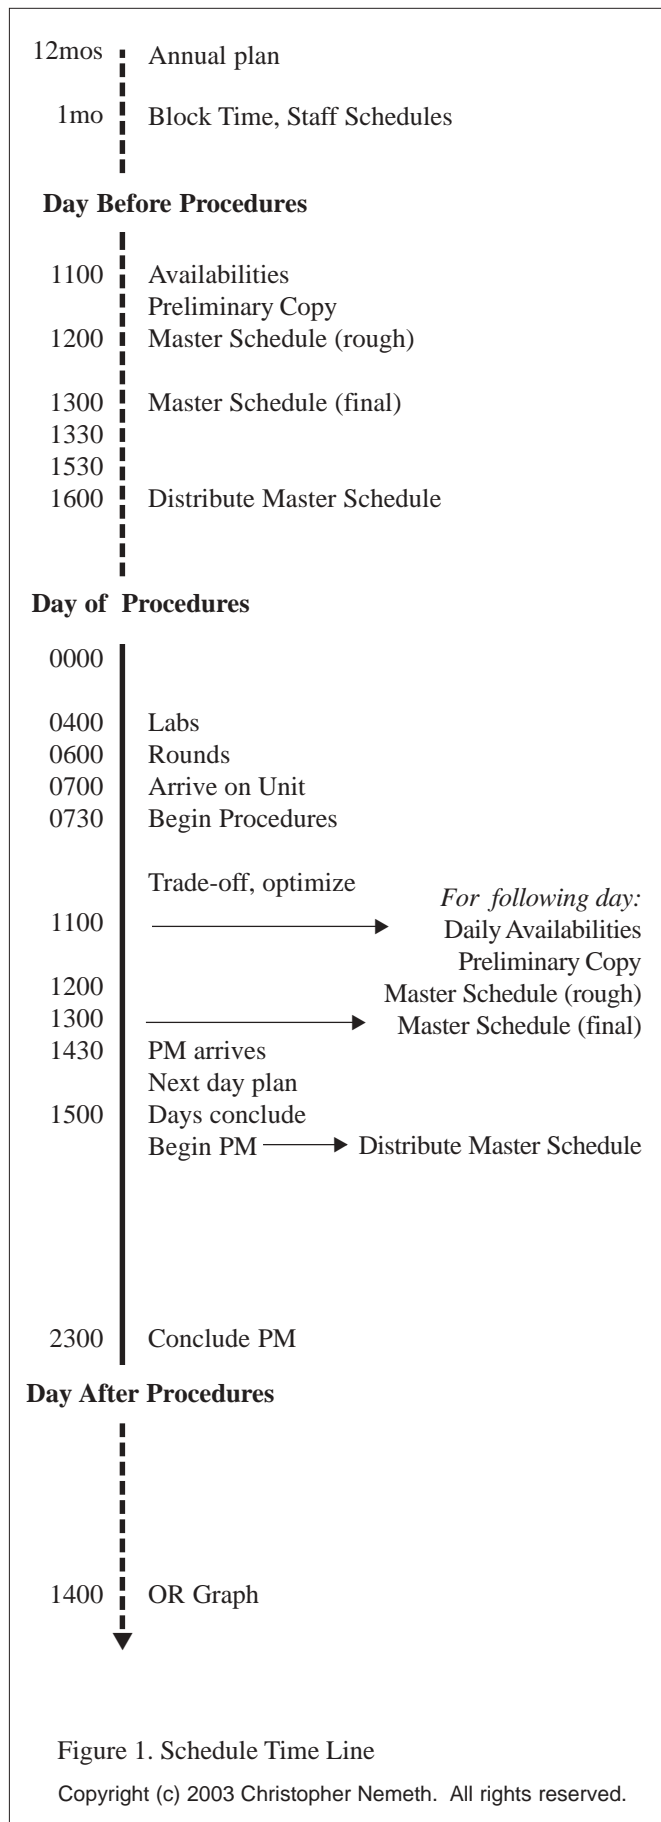 12mos Annual plan
1mo Block Time, Staff Schedules
Day Before Procedures
1100 Availabilities
Preliminary Copy
1200 Master Schedule (rough)
1300 Master Schedule (final)
1330
1530
1600 Distribute Master Schedule
Day of Procedures
0000
0400 Labs
0600 Rounds
0700 Arrive on Unit
0730 Begin Procedures
Trade-off, optimize
For following day:
1100 Daily Availabilities
Preliminary Copy
1200 Master Schedule (rough)
1300 Master Schedule (final)
1430 PM arrives
Next day plan
1500 Days conclude
Begin PM Distribute Master Schedule
2300 Conclude PM
Day After Procedures
1400 OR Graph
Figure 1. Schedule Time Line
Copyright (c) 2003 Christopher Nemeth. All rights reserved.